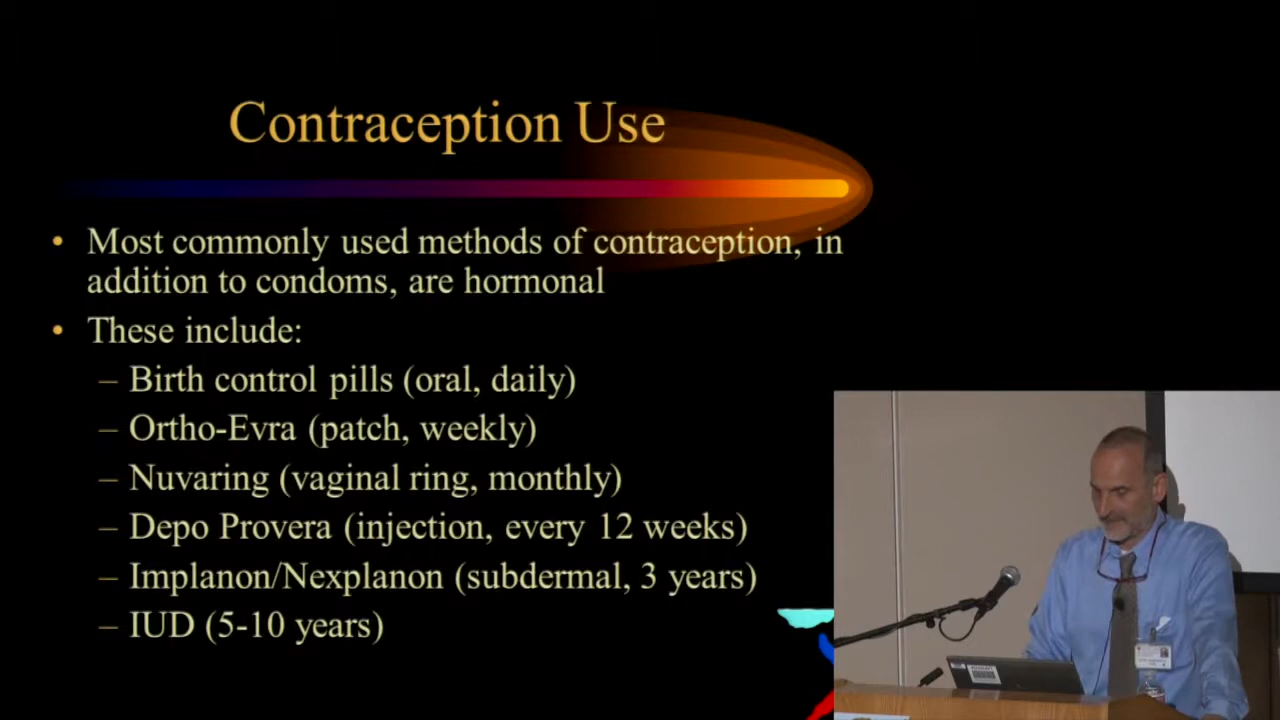 Contraception Use
• Most commonly used methods of contraception, in
addition to condoms, are hormonal
• These include:
– Birth control pills (oral, daily)
– Ortho-Evra (patch, weekly)
– Nuvaring (vaginal ring, monthly)
– Depo Provera (injection, every 12 weeks)
– Implanon/Nexplanon (subdermal, 3 years)
– IUD (5-10 years)